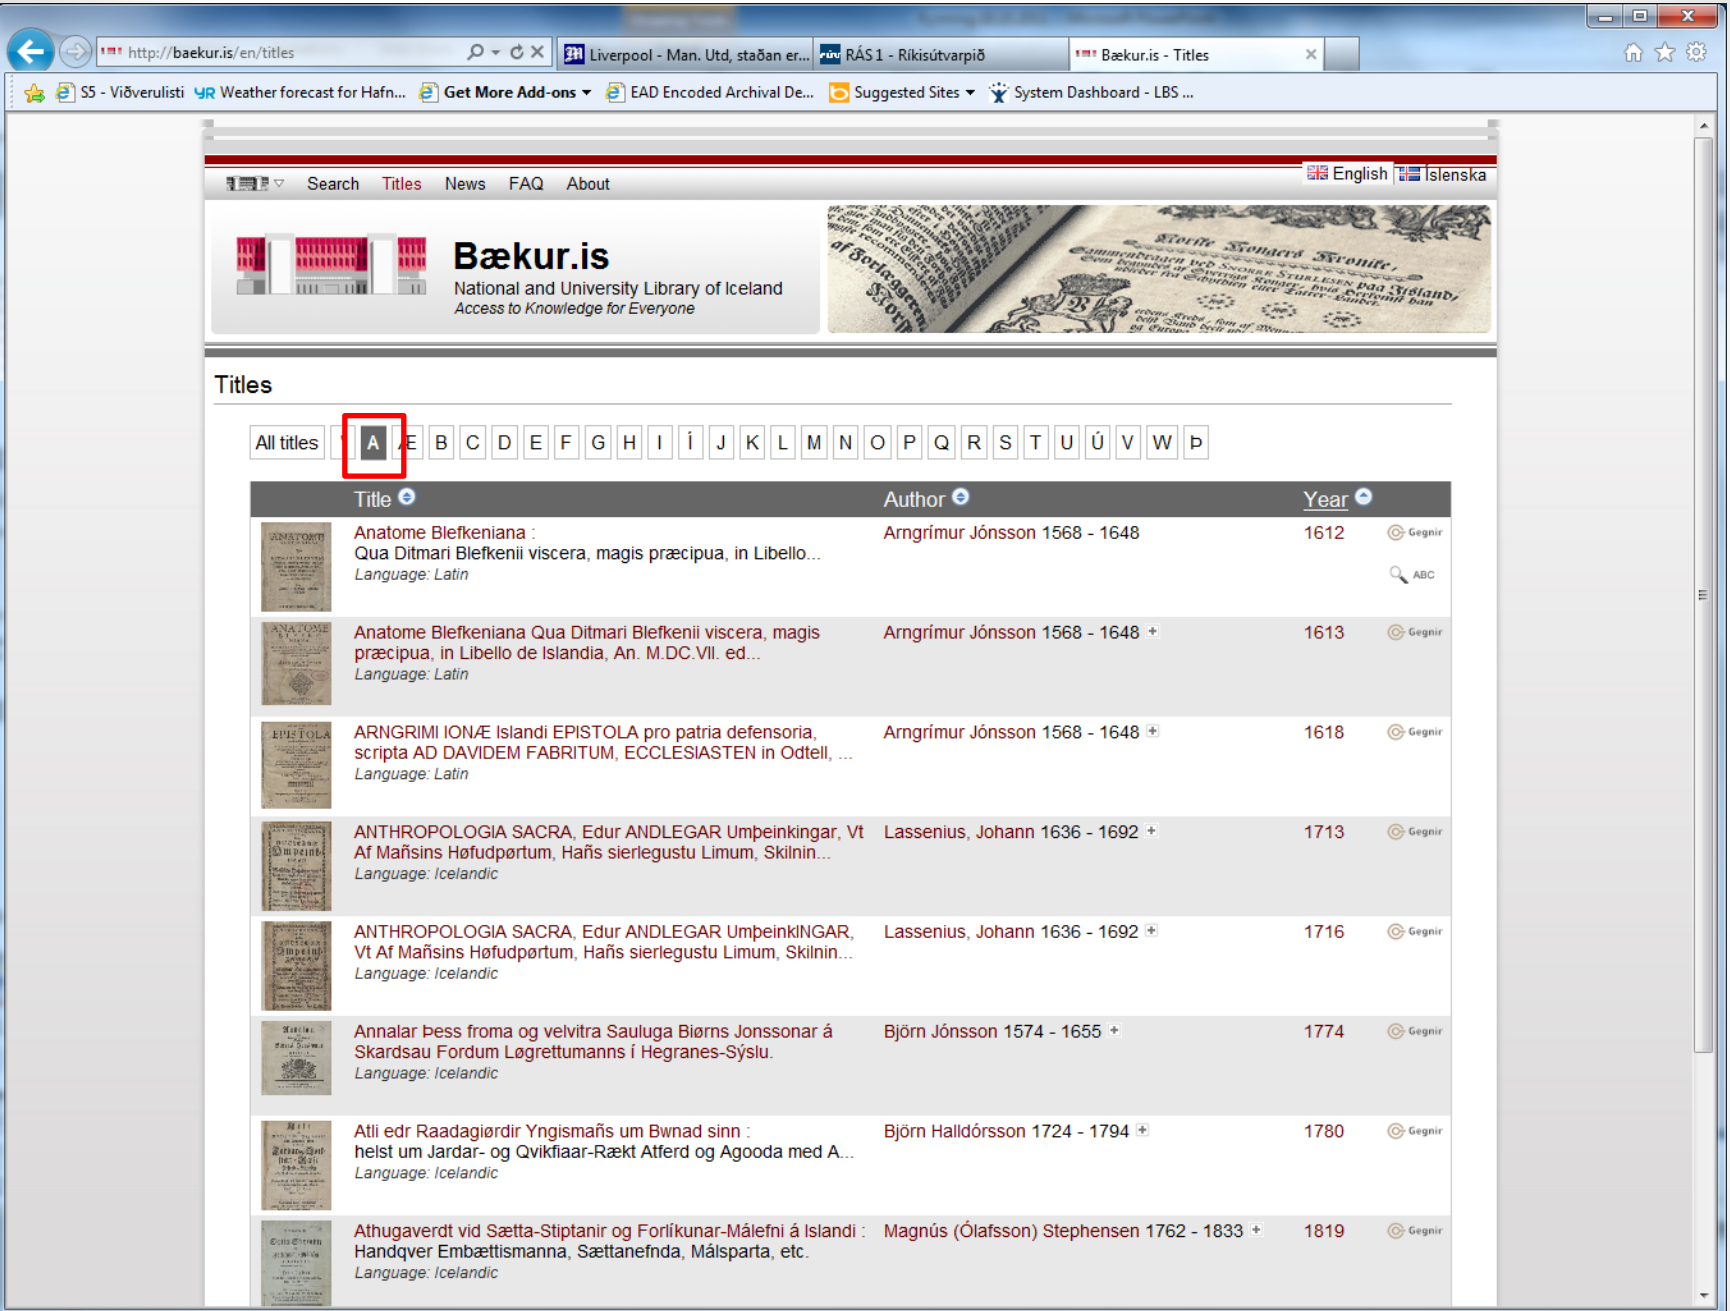 http://baekur.is/en/titles
Liverpool - Man. Utd, staðan er...
RÁS 1 - Ríkisútvarpið
Bækur.is - Titles
S5 - Viðverulisti
Weather forecast for Hafn...
Get More Add-ons
EAD Encoded Archival De...
Suggested Sites
System Dashboard - LBS ...
English
Íslenska
Search Titles News FAQ About
Bækur.is
National and University Library of Iceland
Access to Knowledge for Everyone
Titles
All titles ' A Æ B C D E F G H I Í J K L M N O P Q R S T U Ú V W Þ
Title Author Year
Anatome Blefkeniana : Arngrímur Jónsson 1568 - 1648 1612 Gegnir
Qua Ditmari Blefkenii viscera, magis præcipua, in Libello...
Language: Latin ABC
Anatome Blefkeniana Qua Ditmari Blefkenii viscera, magis Arngrímur Jónsson 1568 - 1648 1613 Gegnir
præcipua, in Libello de Islandia, An. M.DC.VII. ed...
Language: Latin
ARNGRIMI IONÆ Islandi EPISTOLA pro patria defensoria, Arngrímur Jónsson 1568 - 1648 1618 Gegnir
scripta AD DAVIDEM FABRITUM, ECCLESIASTEN in Odtell, ...
Language: Latin
ANTHROPOLOGIA SACRA, Edur ANDLEGAR Umþeinkingar, Vt Lassenius, Johann 1636 - 1692 1713 Gegnir
Af Mañsins Høfudpørtum, Hañs sierlegustu Limum, Skilnin...
Language: Icelandic
ANTHROPOLOGIA SACRA, Edur ANDLEGAR UmþeinkINGAR, Lassenius, Johann 1636 - 1692 1716 Gegnir
Vt Af Mañsins Høfudpørtum, Hañs sierlegustu Limum, Skilnin...
Language: Icelandic
Annalar Þess froma og velvitra Sauluga Biørns Jonssonar á Björn Jónsson 1574 - 1655 1774 Gegnir
Skardsau Fordum Løgrettumanns í Hegranes-Sýslu.
Language: Icelandic
Atli edr Raadagiørdir Yngismañs um Bwnad sinn : Björn Halldórsson 1724 - 1794 1780 Gegnir
helst um Jardar- og Qvikfiaar-Rækt Atferd og Agooda med A...
Language: Icelandic
Athugaverdt vid Sætta-Stiptanir og Forlíkunar-Málefni á Islandi : Magnús (Ólafsson) Stephensen 1762 - 1833 1819 Gegnir
Handqver Embættismanna, Sættanefnda, Málsparta, etc.
Language: Icelandic